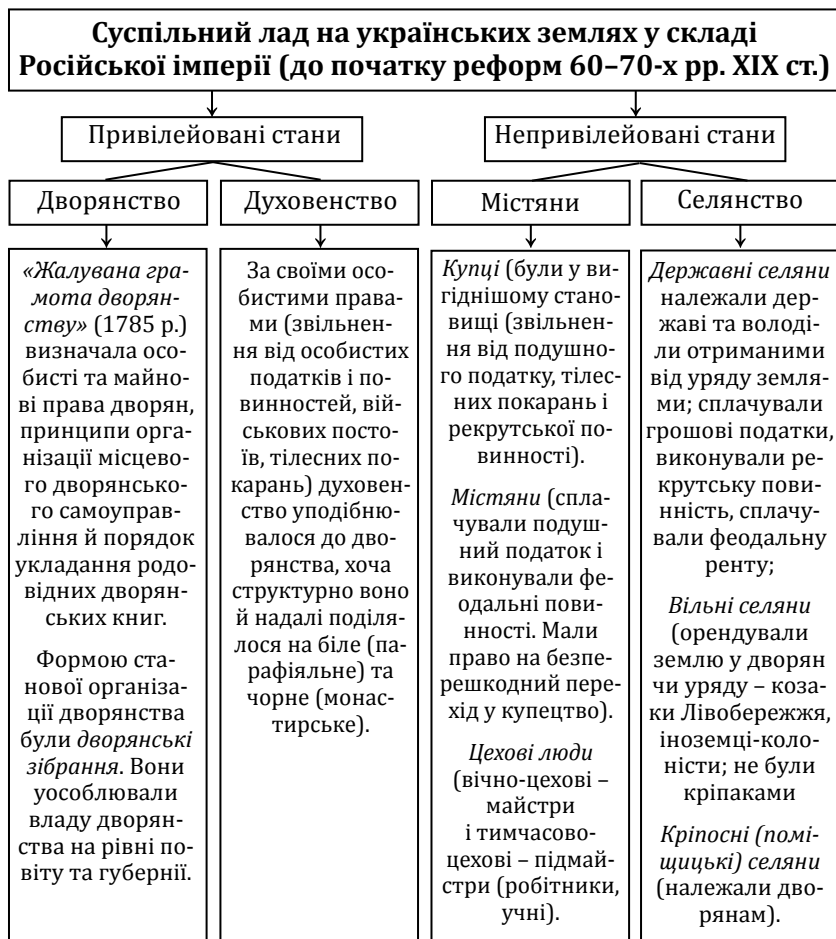 Суспільний лад на українських землях у складі
Російської імперії (до початку реформ 60–70-х рр. XIX ст.)
Привілейовані стани
Непривілейовані стани
Дворянство
Духовенство
Містяни
Селянство
«Жалувана гра-
мота дворян-
ству» (1785 р.)
визначала осо-
бисті та майно-
ві права дворян,
принципи орга-
нізації місцевого
дворянсько-
го самоуправ-
ління й порядок
укладання родо-
відних дворян-
ських книг.
Формою ста-
нової організа-
ції дворянства
були дворянські
зібрання. Вони
уособлювали
владу дворян-
ства на рівні по-
віту та губернії.
За своїми осо-
бистими права-
ми (звільнен-
ня від особистих
податків і по-
винностей, вій-
ськових посто-
їв, тілесних по-
карань) духовен-
ство уподібню-
валося до дво-
рянства, хоча
структурно воно
й надалі поділя-
лося на біле (па-
рафіяльне) та
чорне (монас-
тирське).
Купці (були у ви-
гіднішому стано-
вищі (звільнен-
ня від подушно-
го податку, тілес-
них покарань і
рекрутської по-
винності).
Містяни (спла-
чували подуш-
ний податок і
виконували фе-
одальні пови-
нності. Мали
право на безпе-
решкодний пере-
хід у купецтво).
Цехові люди
(вічно-цехові –
майстри
і тимчасово-
цехові – підмай-
стри (робітники,
учні).
Державні селяни
належали дер-
жаві та володі-
ли отриманими
від уряду земля-
ми; сплачували
грошові податки,
виконували ре-
крутську пови-
нність, сплачу-
вали феодальну
ренту;
Вільні селяни
(орендували
землю у дворян
чи уряду – коза-
ки Лівобережжя,
іноземці-коло-
ністи; не були
кріпаками
Кріпосні (помі-
щицькі) селяни
(належали дво-
рянам).